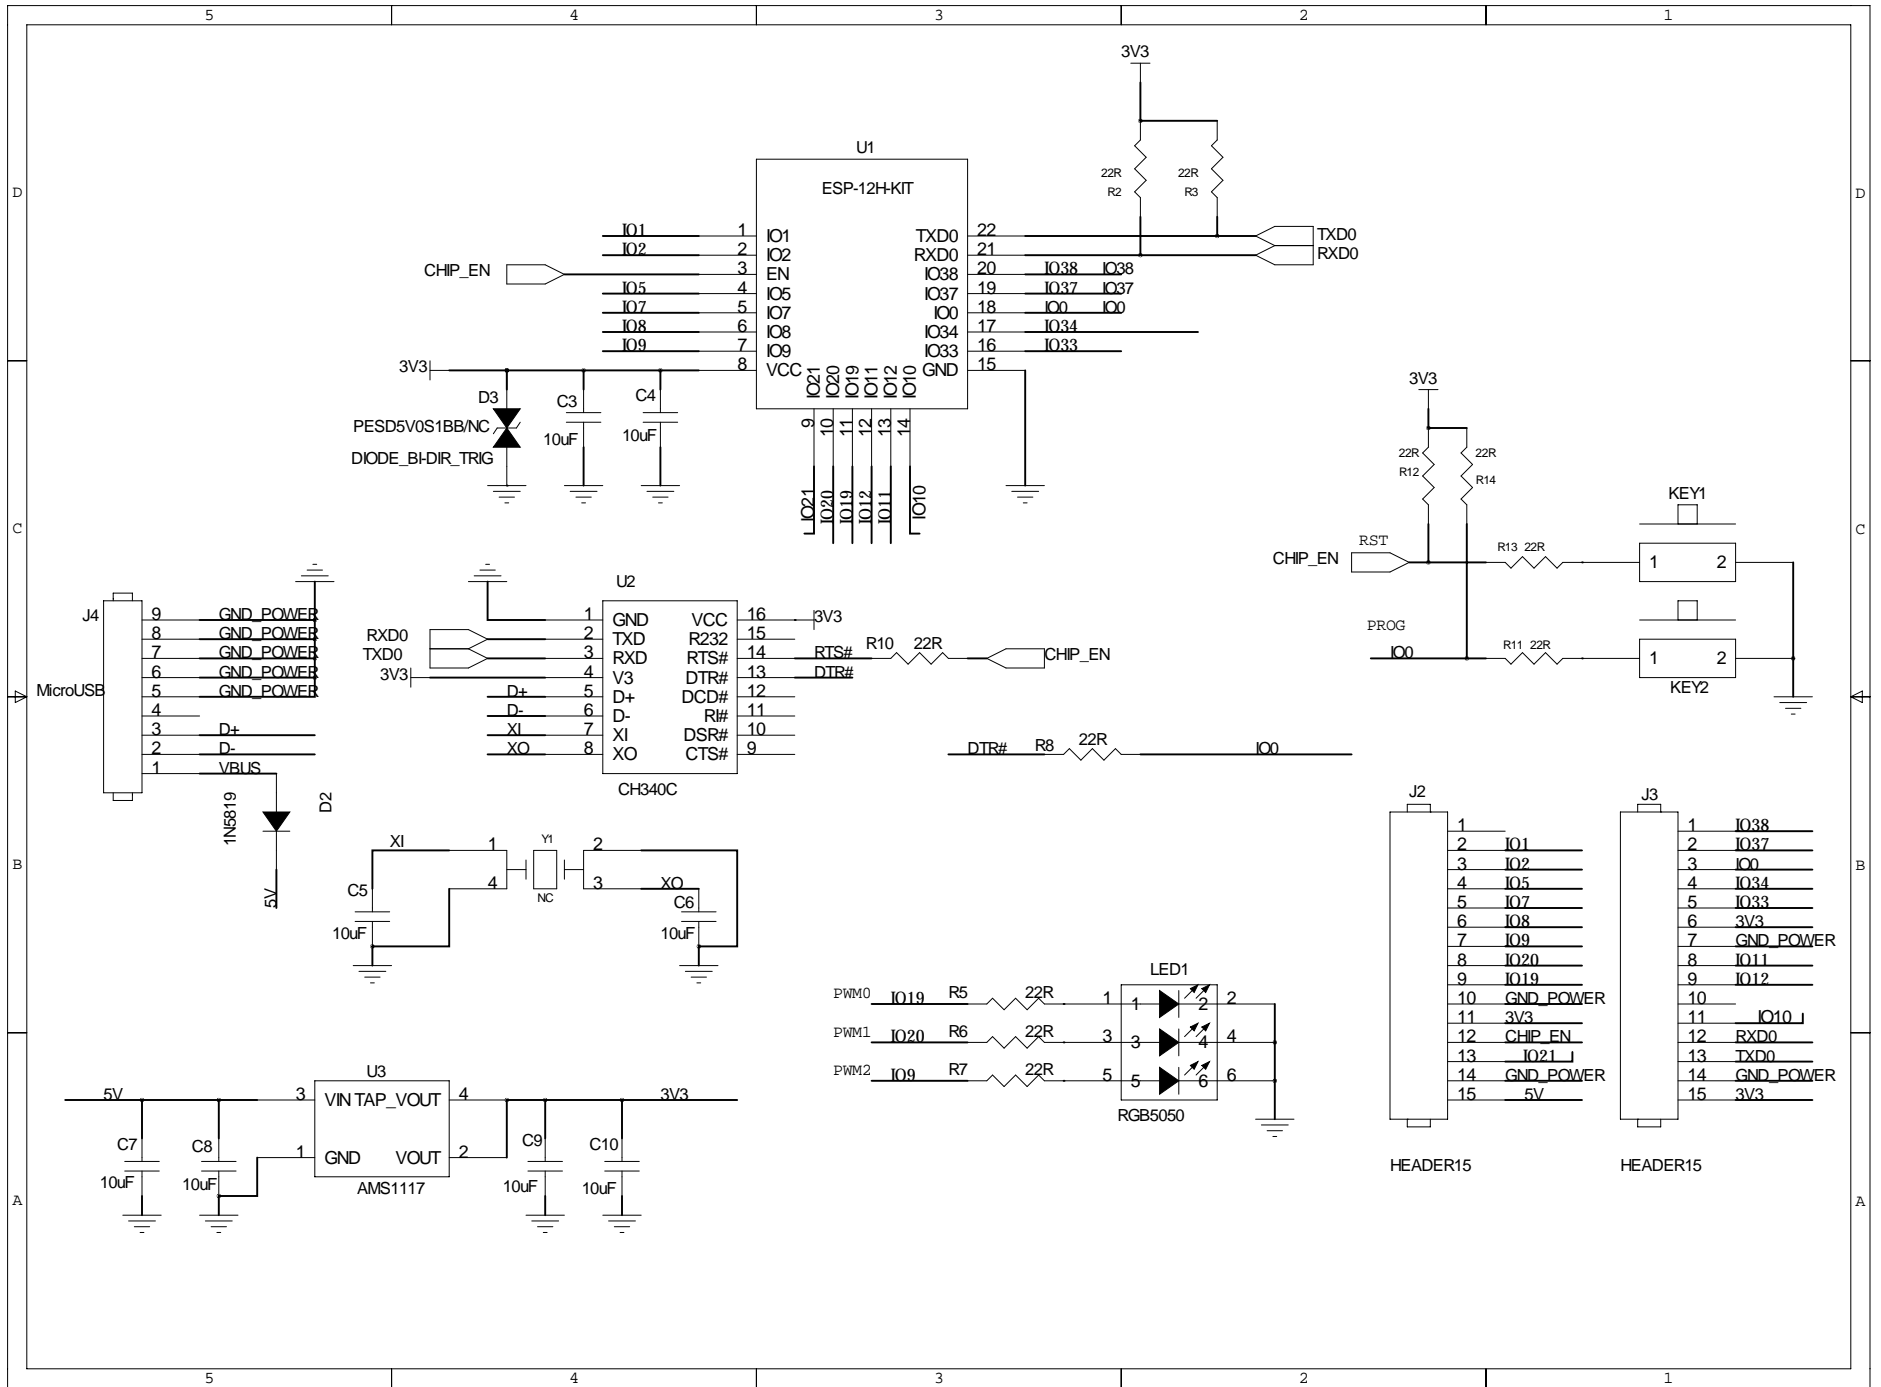 5 4 3 2 1
D D
C C
B B
A A
3V3
22R R2
22R R3
U1
ESP-12H-KIT
IO1 1 IO1
IO2 2 IO2
CHIP_EN 3 EN
IO5 4 IO5
IO7 5 IO7
IO8 6 IO8
IO9 7 IO9
3V3 8 VCC
TXD0 22 TXD0
RXD0 21 RXD0
IO38 20 IO38 IO38
IO37 19 IO37 IO37
IO0 18 IO0 IO0
IO34 17 IO34
IO33 16 IO33
GND 15
IO21 IO20 IO19 IO11 IO12 IO10
9 10 11 12 13 14
IO21 IO20 IO19 IO12 IO11 IO10
D3
PESD5V0S1BB/NC
DIODE_BI-DIR_TRIG
C3
10uF
C4
10uF
3V3
22R R12
22R R14
KEY1
RST
CHIP_EN
R13 22R
1 2
PROG
IO0
R11 22R
1 2
KEY2
J4
MicroUSB
9 GND_POWER
8 GND_POWER
7 GND_POWER
6 GND_POWER
5 GND_POWER
4
3 D+
2 D-
1 VBUS
1N5819
D2
5V
U2
1 GND
RXD0 2 TXD
TXD0 3 RXD
3V3 4 V3
D+ 5 D+
D- 6 D-
XI 7 XI
XO 8 XO
VCC 16 3V3
R232 15
RTS# 14 RTS# R10 22R CHIP_EN
DTR# 13 DTR#
DCD# 12
RI# 11
DSR# 10
CTS# 9
CH340C
DTR# R8 22R IO0
XI 1 Y1 2
4 NC 3 XO
C5
10uF
C6
10uF
PWM0 IO19 R5 22R 1 1 2 2
PWM1 IO20 R6 22R 3 3 4 4
PWM2 IO9 R7 22R 5 5 6 6
LED1
RGB5050
J2
1
2 IO1
3 IO2
4 IO5
5 IO7
6 IO8
7 IO9
8 IO20
9 IO19
10 GND_POWER
11 3V3
12 CHIP_EN
13 IO21
14 GND_POWER
15 5V
HEADER15
J3
1 IO38
2 IO37
3 IO0
4 IO34
5 IO33
6 3V3
7 GND_POWER
8 IO11
9 IO12
10
11 IO10
12 RXD0
13 TXD0
14 GND_POWER
15 3V3
HEADER15
U3
5V 3 VIN TAP_VOUT 4 3V3
1 GND VOUT 2
AMS1117
C7
10uF
C8
10uF
C9
10uF
C10
10uF
5 4 3 2 1